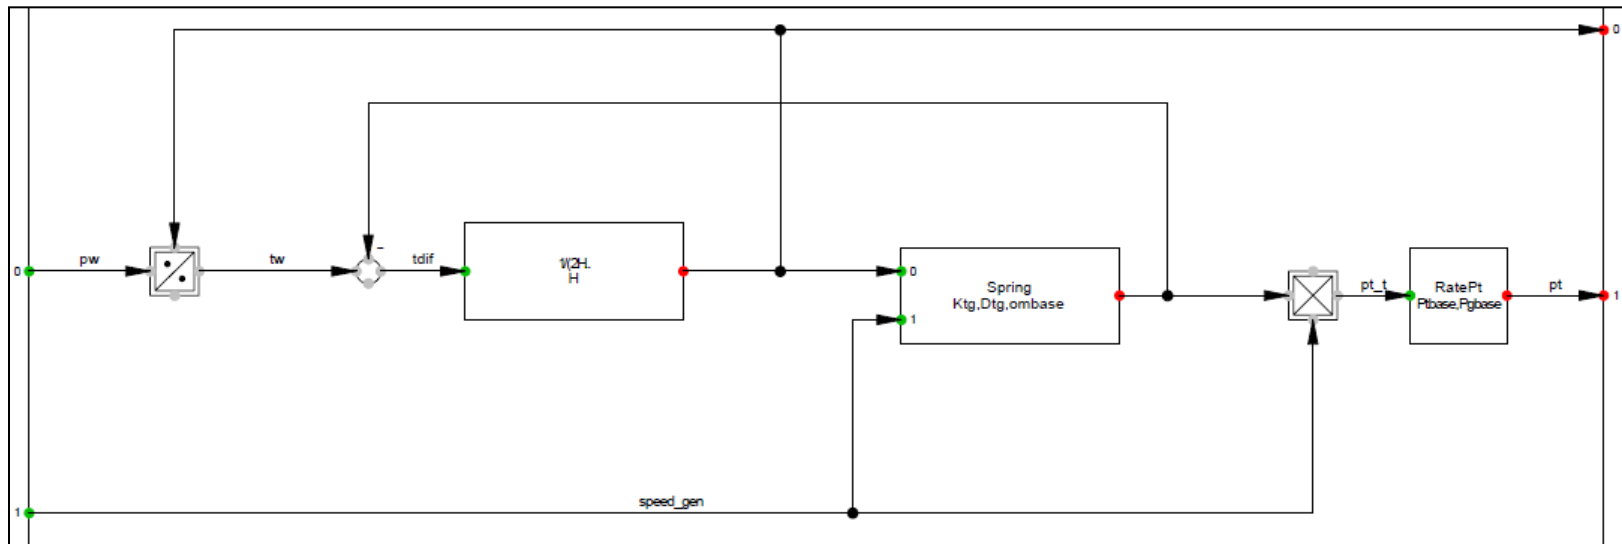 0
-
1/(2H.
H
0 pw tw tdif
0
Spring
Ktg,Dtg,ombase
1
pt_t
RatePt
Ptbase,Pgbase
pt 1
1 speed_gen